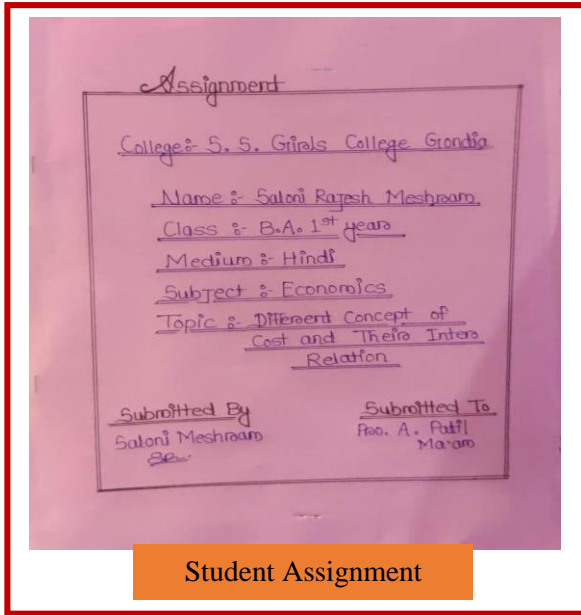 Assignment
College :- S. S. Girls College Gondia
Name :- Saloni Rajesh Meshram
Class :- B.A. 1st year
Medium :- Hindi
Subject :- Economics
Topic :- Different Concept of
Cost and Their Inter
Relation
Submitted By
Saloni Meshram
Submitted To
Pro. A. Patil
Ma'am
Student Assignment